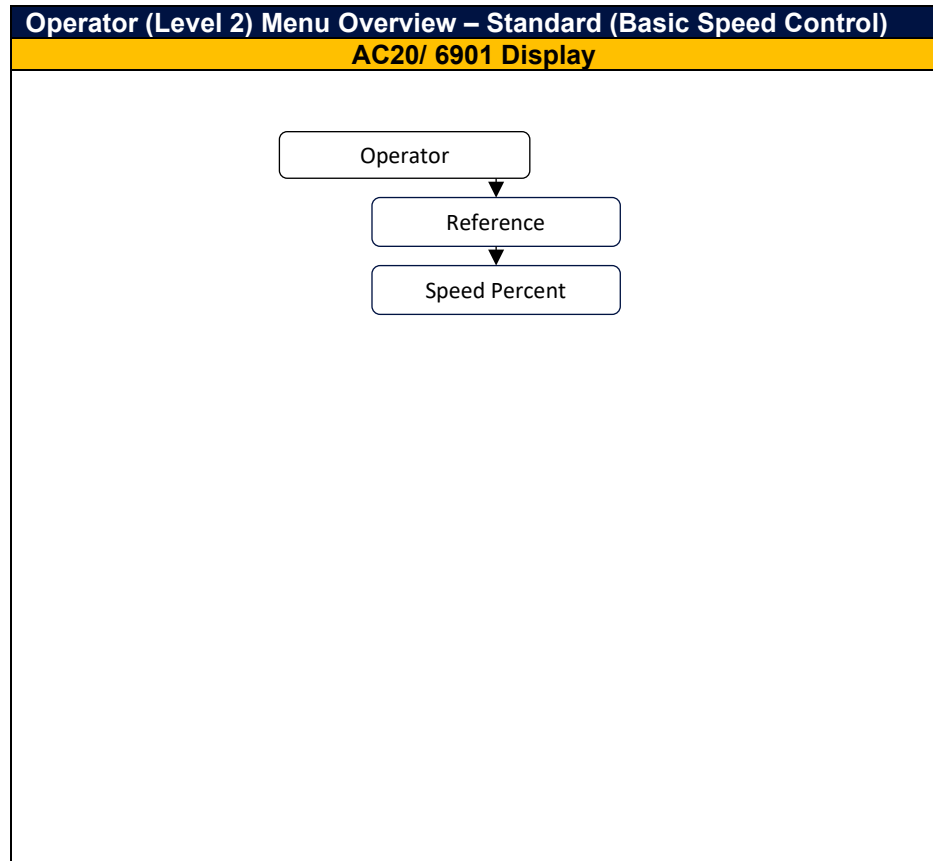 Operator (Level 2) Menu Overview – Standard (Basic Speed Control)
AC20/ 6901 Display
Operator
Reference
Speed Percent